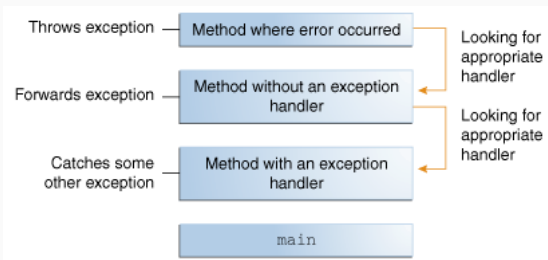 Throws exception
Method where error occurred
Looking for
appropriate
handler
Forwards exception
Method without an exception
handler
Looking for
appropriate
handler
Catches some
other exception
Method with an exception
handler
main